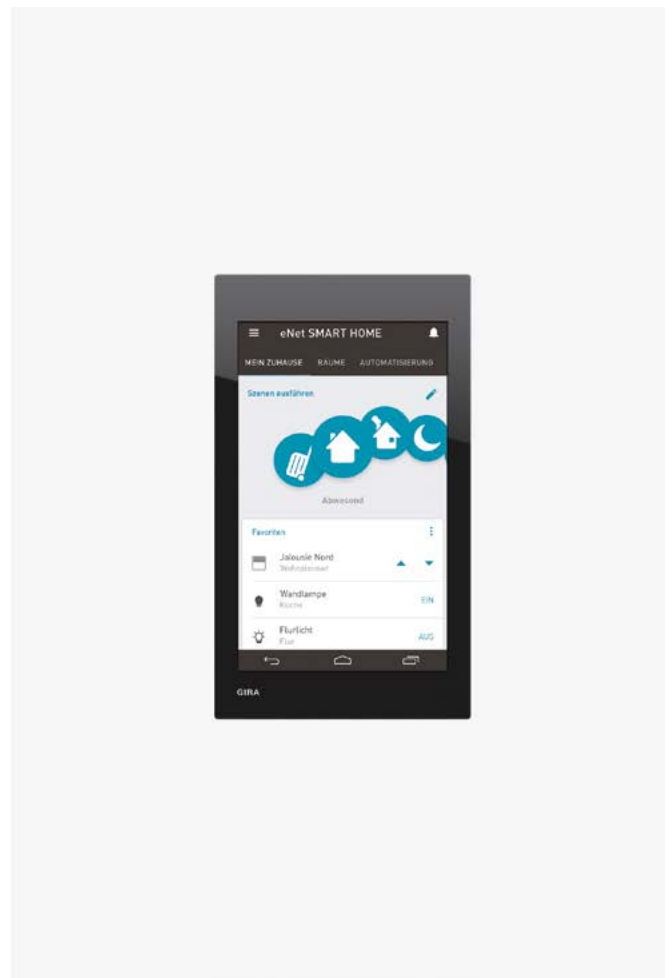 eNet SMART HOME
MEIN ZUHAUSE RÄUME AUTOMATISIERUNG
Szenen ausführen
Abwesend
Favoriten
Jalousie Nord
Wohnzimmer
Wandlampe EIN
Küche
Flurlicht AUS
Flur
GIRA